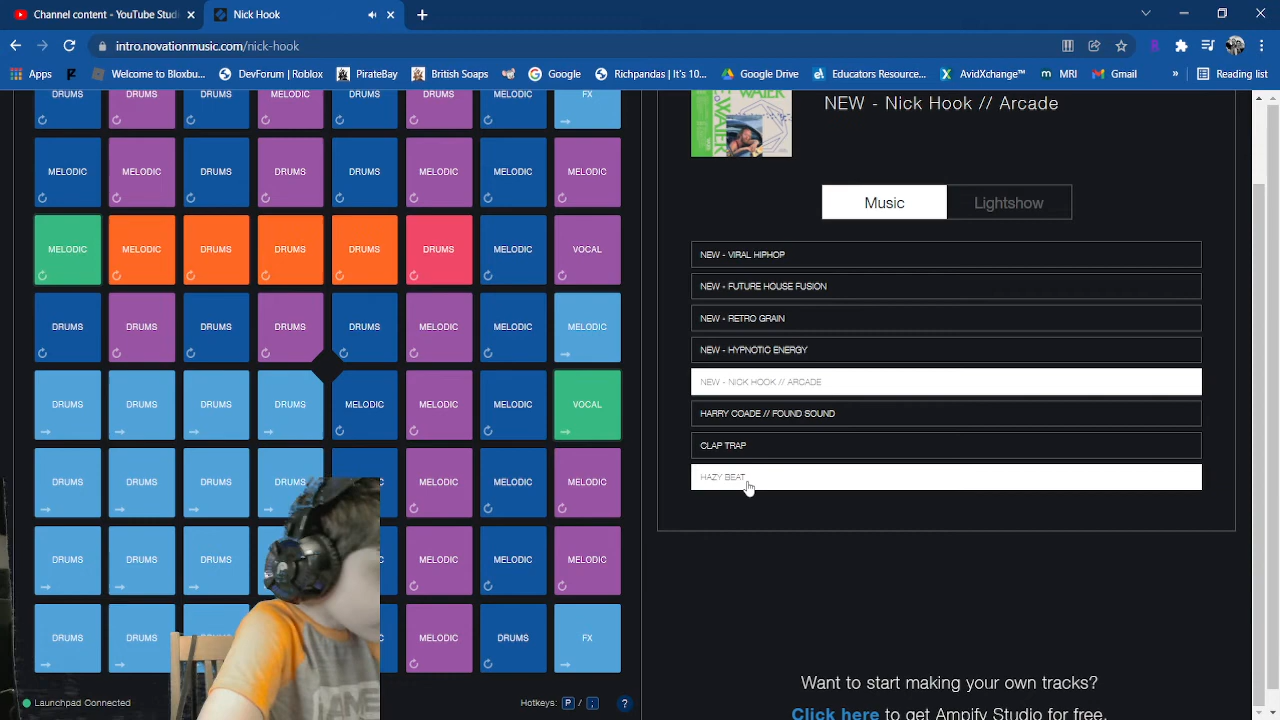 Channel content - YouTube Studi
Nick Hook
intro.novationmusic.com/nick-hook
Apps
Welcome to Bloxbu...
DevForum | Roblox
PirateBay
British Soaps
Google
Richpandas | It's 10...
Google Drive
Educators Resource...
AvidXchange™
MRI
Gmail
»
Reading list
DRUMS DRUMS DRUMS MELODIC DRUMS DRUMS MELODIC FX
MELODIC MELODIC DRUMS DRUMS DRUMS MELODIC MELODIC MELODIC
MELODIC MELODIC DRUMS DRUMS DRUMS DRUMS MELODIC VOCAL
DRUMS DRUMS DRUMS DRUMS DRUMS MELODIC MELODIC MELODIC
DRUMS DRUMS DRUMS DRUMS MELODIC MELODIC MELODIC VOCAL
DRUMS DRUMS DRUMS DRUMS MELODIC MELODIC MELODIC
DRUMS DRUMS DRUMS MELODIC MELODIC MELODIC
DRUMS DRUMS MELODIC DRUMS FX
Launchpad Connected
Hotkeys: P / ;
?
WATER
NEW - Nick Hook // Arcade
Music
Lightshow
NEW - VIRAL HIPHOP
NEW - FUTURE HOUSE FUSION
NEW - RETRO GRAIN
NEW - HYPNOTIC ENERGY
NEW - NICK HOOK // ARCADE
HARRY COADE // FOUND SOUND
CLAP TRAP
HAZY BEAT
Want to start making your own tracks?
Click here to get Ampify Studio for free.